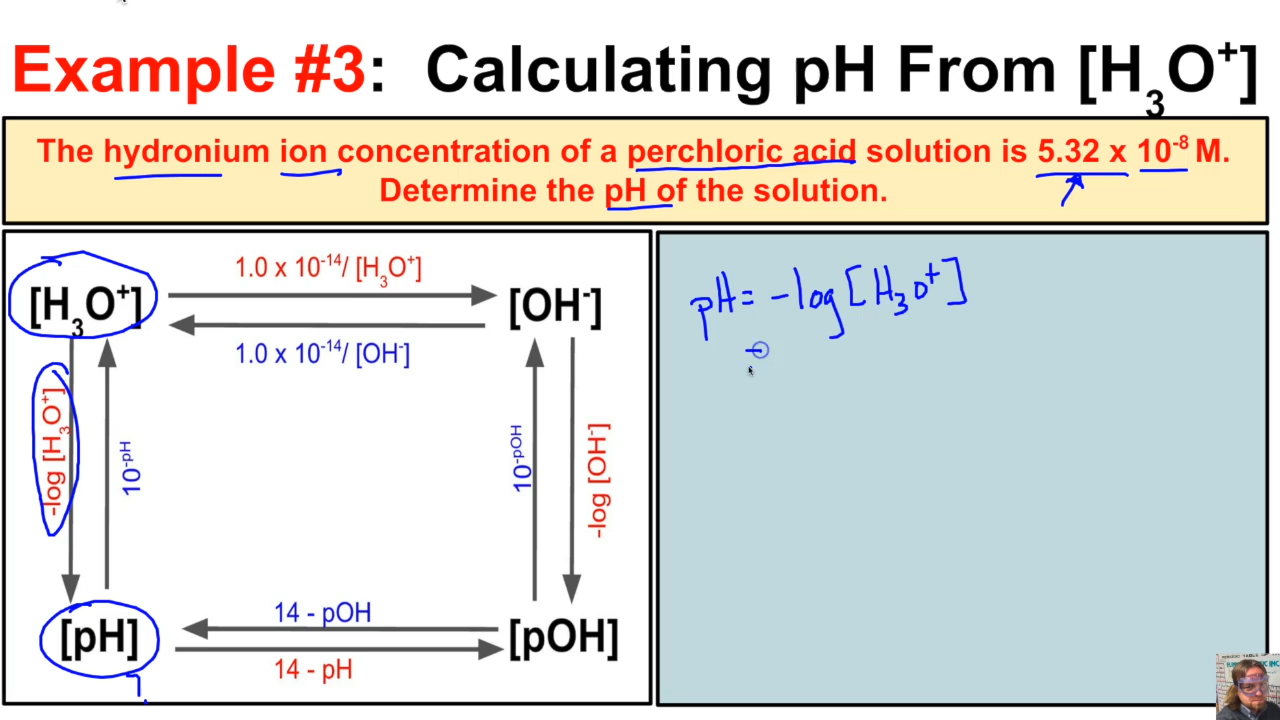 Example #3: Calculating pH From [H₃O⁺]
The hydronium ion concentration of a perchloric acid solution is 5.32 x 10⁻⁸ M.
Determine the pH of the solution.
1.0 x 10⁻¹⁴/ [H₃O⁺]
[H₃O⁺]
[OH⁻]
1.0 x 10⁻¹⁴/ [OH⁻]
-log [H₃O⁺]
10⁻ᵖᴴ
10⁻ᵖᴼᴴ
-log [OH⁻]
14 - pOH
[pH]
[pOH]
14 - pH
pH = -log [H₃O⁺]